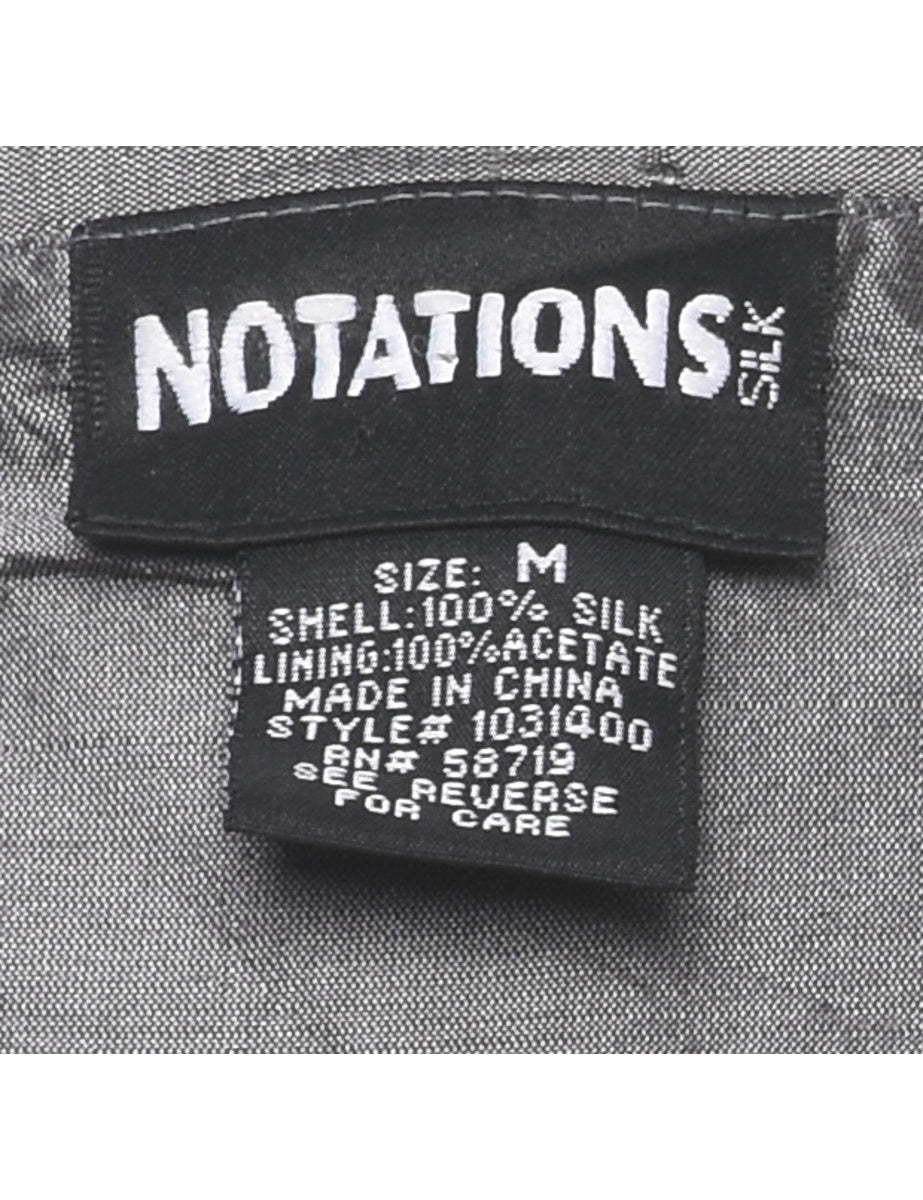 NOTATIONS SILK
SIZE: M
SHELL:100% SILK
LINING:100%ACETATE
MADE IN CHINA
STYLE# 1031400
RN# 58719
SEE REVERSE
FOR CARE